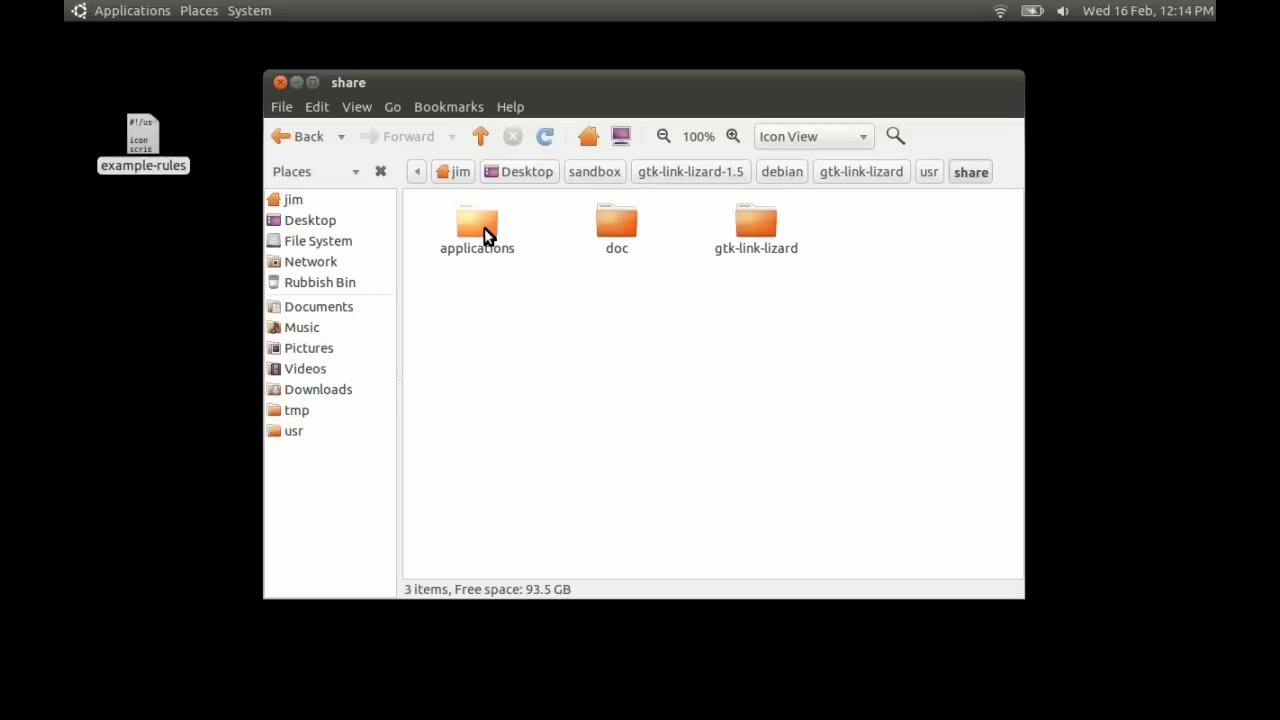 Applications Places System Wed 16 Feb, 12:14 PM
share
File Edit View Go Bookmarks Help
Back Forward 100% Icon View
Places jim Desktop sandbox gtk-link-lizard-1.5 debian gtk-link-lizard usr share
#!/us
icon
scris
example-rules
jim
Desktop
File System
Network
Rubbish Bin
Documents
Music
Pictures
Videos
Downloads
tmp
usr
applications doc gtk-link-lizard
3 items, Free space: 93.5 GB